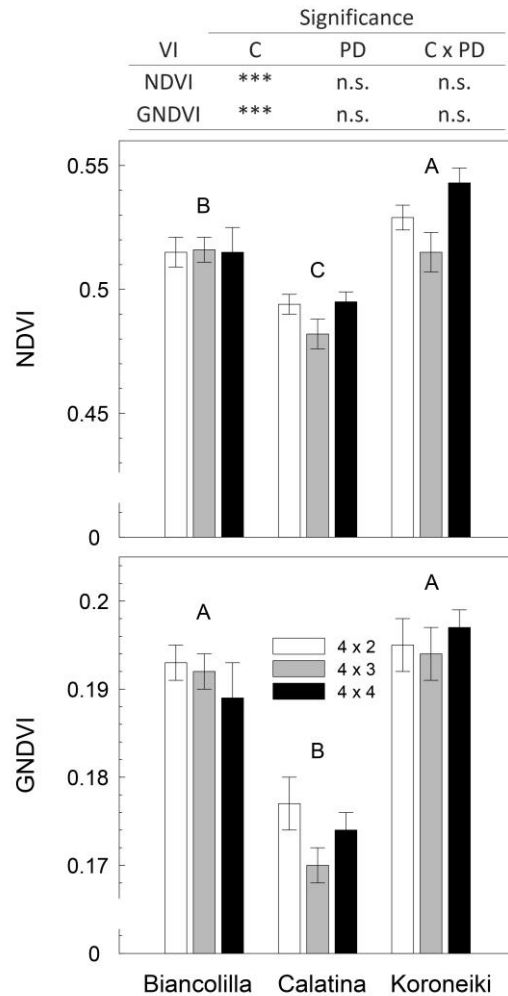 Significance
VI C PD C x PD
NDVI *** n.s. n.s.
GNDVI *** n.s. n.s.
0.55
A
B
C
0.5
NDVI
0.45
0
0.2
A
A
4 x 2
4 x 3
4 x 4
0.19
B
0.18
GNDVI
0.17
0
Biancolilla Calatina Koroneiki